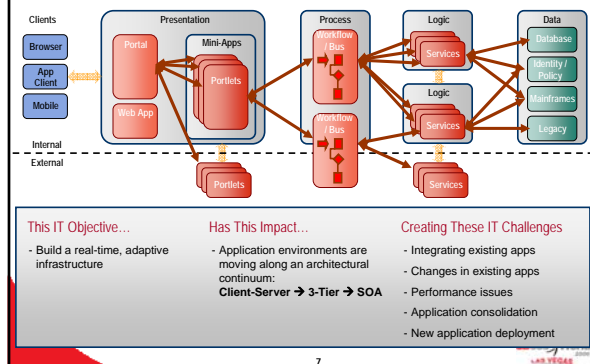 Clients
Presentation
Process
Logic
Data
Browser
App
Client
Mobile
Portal
Web App
Mini-Apps
Portlets
Workflow
/ Bus
Services
Database
Identity /
Policy
Mainframes
Legacy
Logic
Services
Workflow
/ Bus
Internal
External
Portlets
Services
This IT Objective…
- Build a real-time, adaptive
infrastructure
Has This Impact…
- Application environments are
moving along an architectural
continuum:
Client-Server → 3-Tier → SOA
Creating These IT Challenges
- Integrating existing apps
- Changes in existing apps
- Performance issues
- Application consolidation
- New application deployment
7
LAS VEGAS